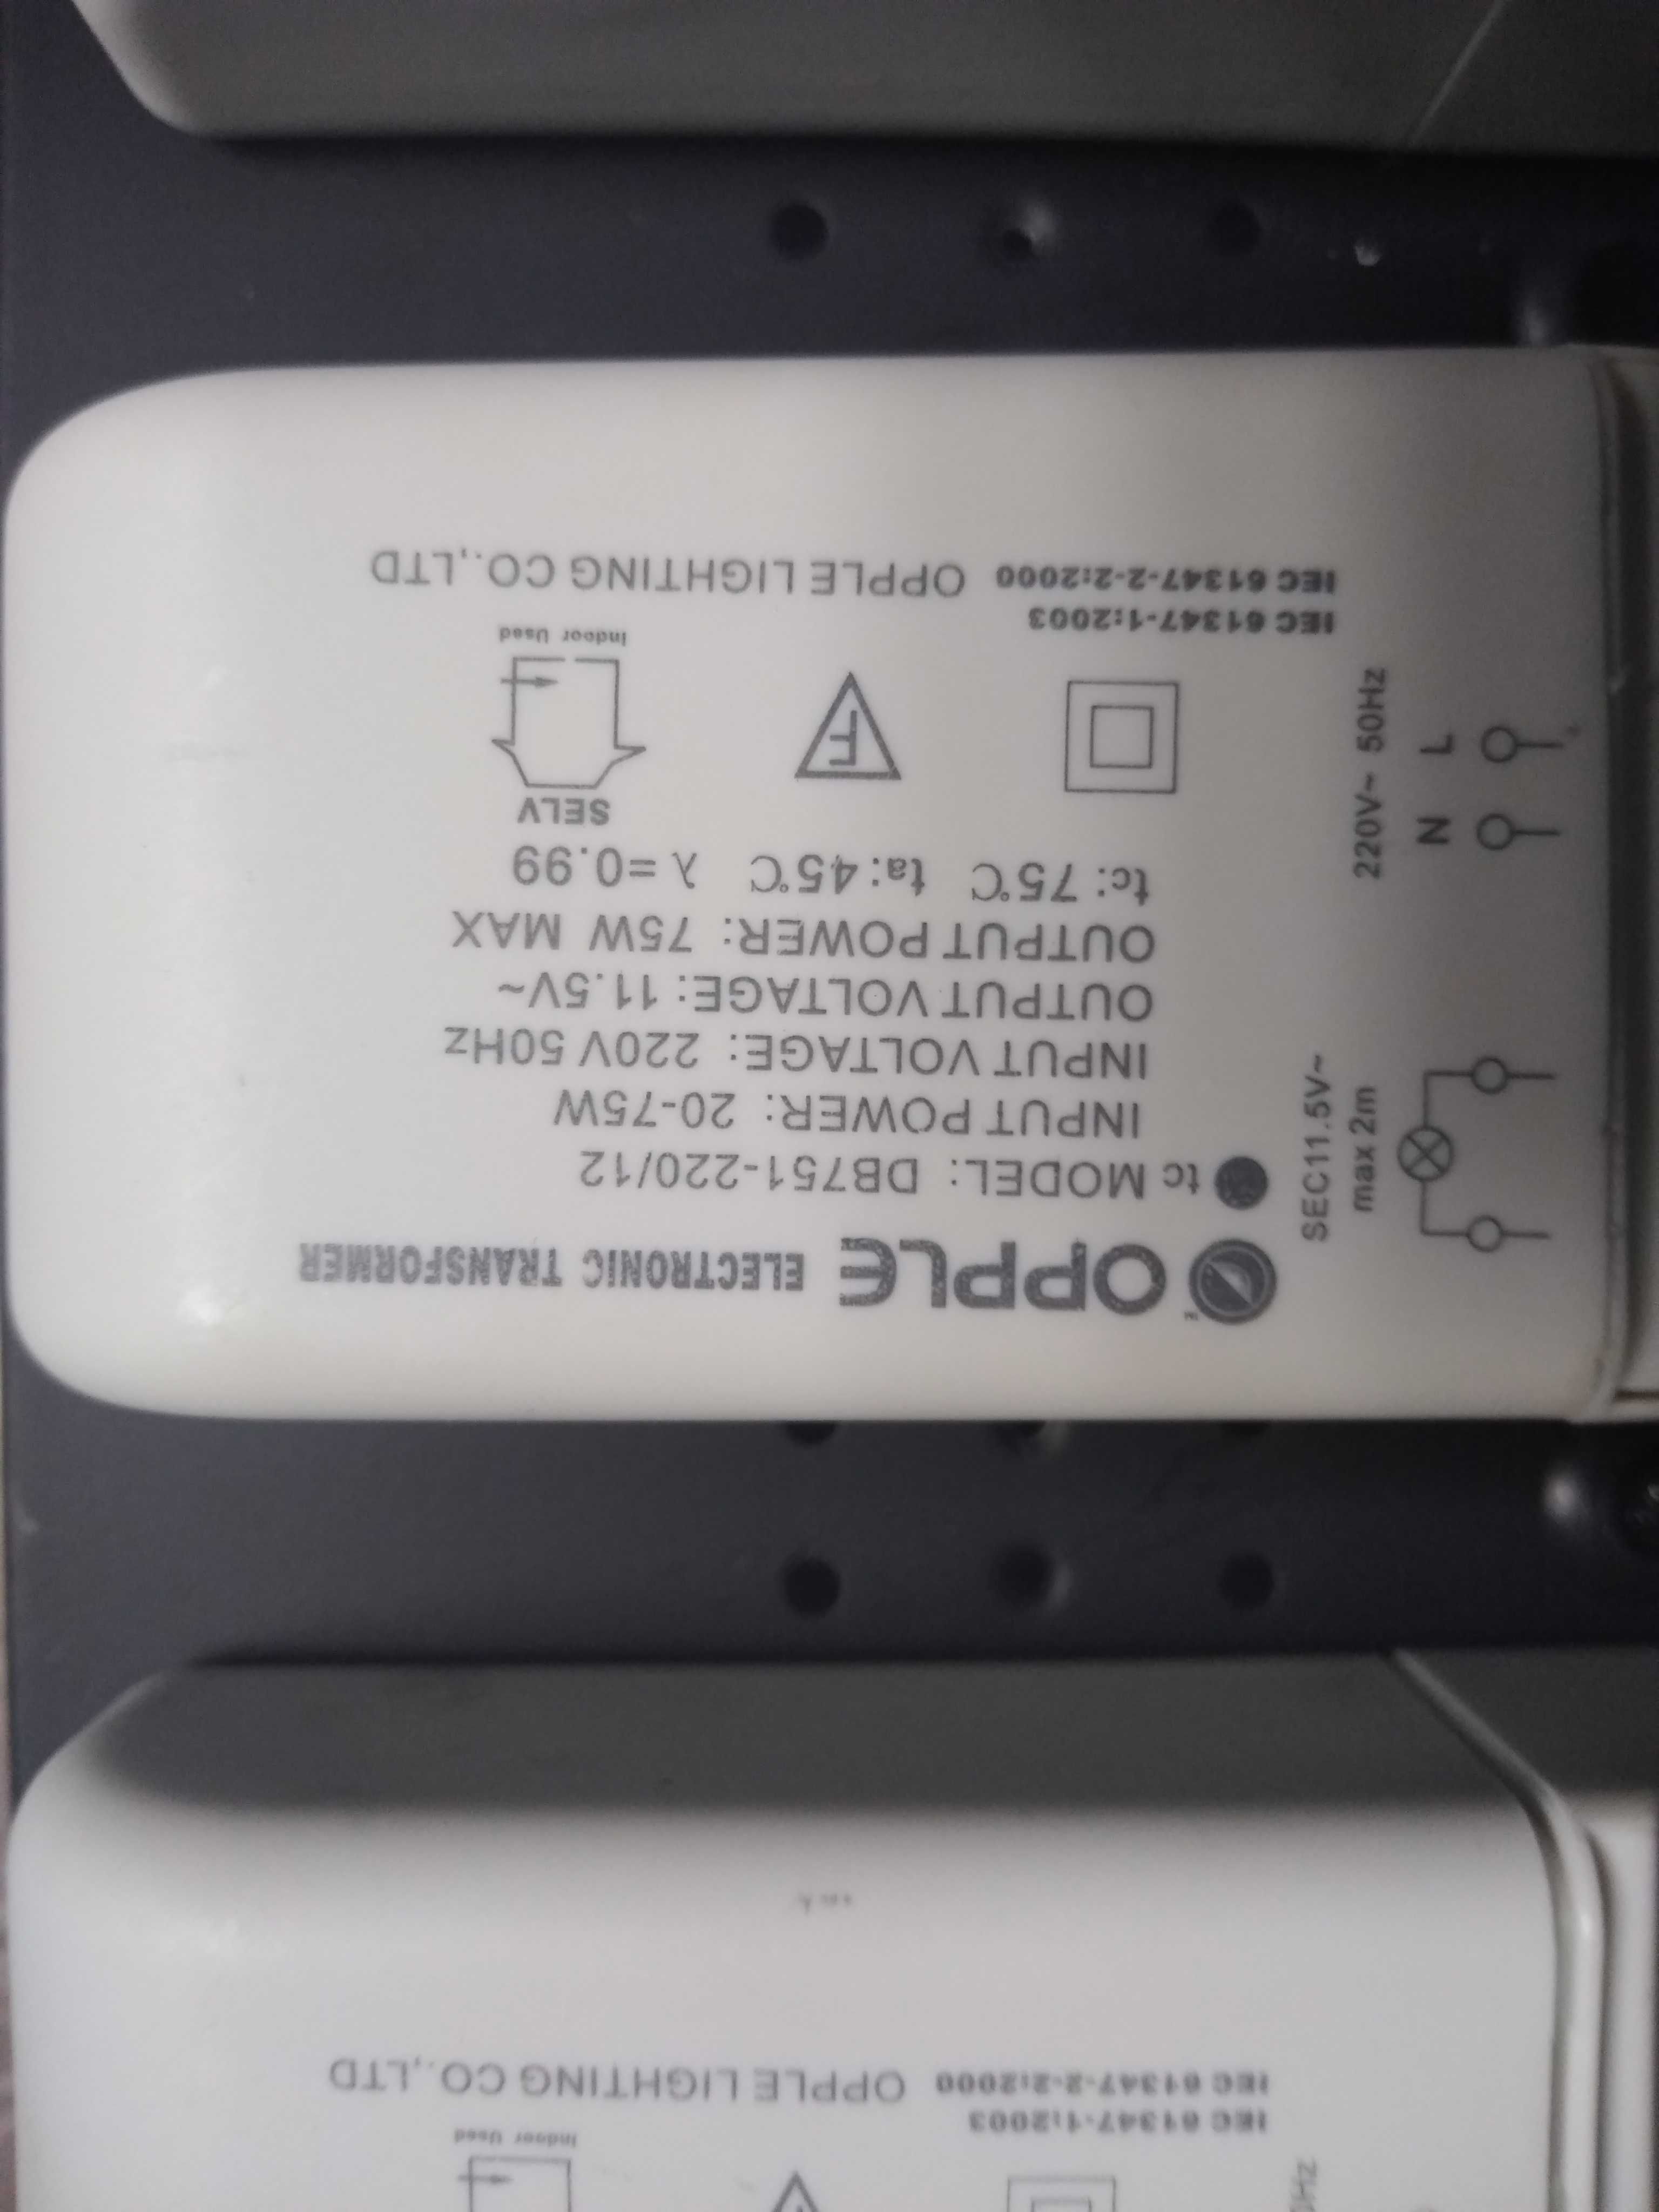 OPPLE ELECTRONIC TRANSFORMER
tc MODEL: DB751-220/12
INPUT POWER: 20-75W
INPUT VOLTAGE: 220V 50Hz
OUTPUT VOLTAGE: 11.5V~
OUTPUT POWER: 75W MAX
tc: 75℃ ta: 45℃ λ=0.99
SELV
F
Indoor Used
IEC 61347-1:2003
IEC 61347-2-2:2000 OPPLE LIGHTING CO.,LTD
SEC11.5V~
max 2m
220V~ 50Hz
N L
Indoor Used
IEC 61347-1:2003
IEC 61347-2-2:2000 OPPLE LIGHTING CO.,LTD